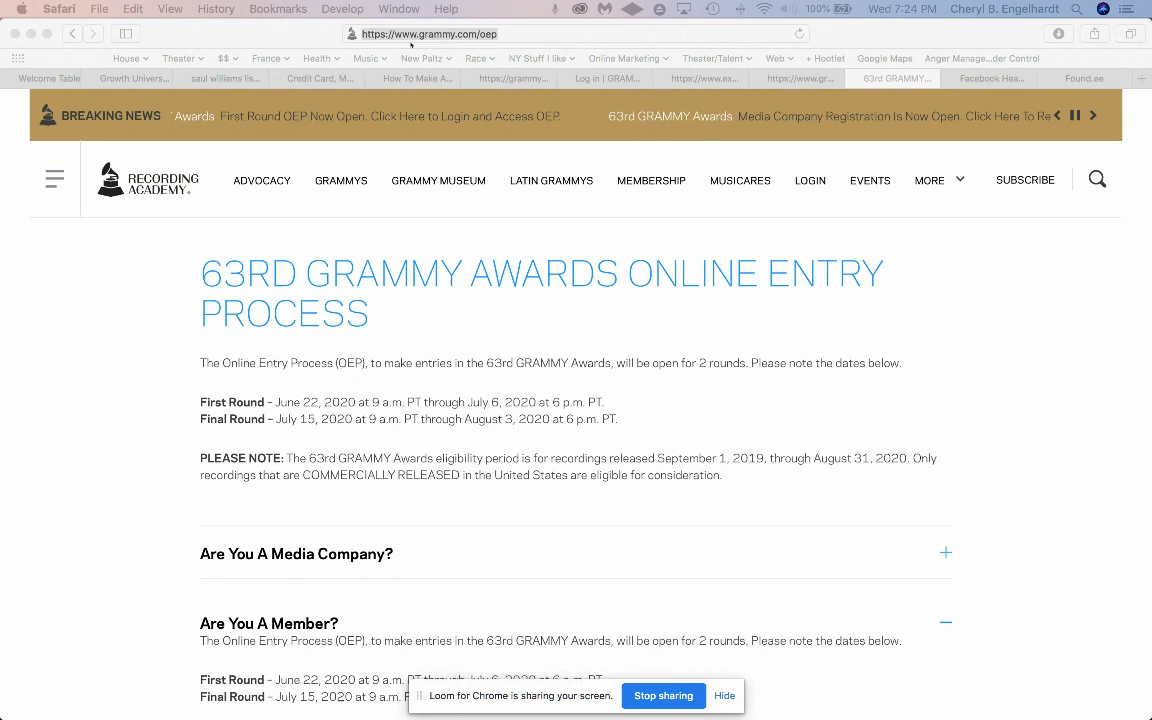 Safari File Edit View History Bookmarks Develop Window Help 100% Wed 7:24 PM Cheryl B. Engelhardt
https://www.grammy.com/oep
House Theater $$ France Health Music New Paltz Race NY Stuff I like Online Marketing Theater/Talent Web + Hootlet Google Maps Anger Manage...der Control
Welcome Table Growth Univers... saul williams lis... Credit Card, M... How To Make A... https://grammy... Log in | GRAM... https://www.ex... https://www.gr... 63rd GRAMMY... Facebook Hea... Found.ee
BREAKING NEWS Awards First Round OEP Now Open. Click Here to Login and Access OEP. 63rd GRAMMY Awards Media Company Registration Is Now Open. Click Here To Re
RECORDING ACADEMY. ADVOCACY GRAMMYS GRAMMY MUSEUM LATIN GRAMMYS MEMBERSHIP MUSICARES LOGIN EVENTS MORE SUBSCRIBE
63RD GRAMMY AWARDS ONLINE ENTRY
PROCESS
The Online Entry Process (OEP), to make entries in the 63rd GRAMMY Awards, will be open for 2 rounds. Please note the dates below.
First Round – June 22, 2020 at 9 a.m. PT through July 6, 2020 at 6 p.m. PT.
Final Round – July 15, 2020 at 9 a.m. PT through August 3, 2020 at 6 p.m. PT.
PLEASE NOTE: The 63rd GRAMMY Awards eligibility period is for recordings released September 1, 2019, through August 31, 2020. Only
recordings that are COMMERCIALLY RELEASED in the United States are eligible for consideration.
Are You A Media Company?
Are You A Member?
The Online Entry Process (OEP), to make entries in the 63rd GRAMMY Awards, will be open for 2 rounds. Please note the dates below.
First Round – June 22, 2020 at 9 a.m. PT through July 6, 2020 at 6 p.m. PT.
Final Round – July 15, 2020 at 9 a.m. P
Loom for Chrome is sharing your screen. Stop sharing Hide